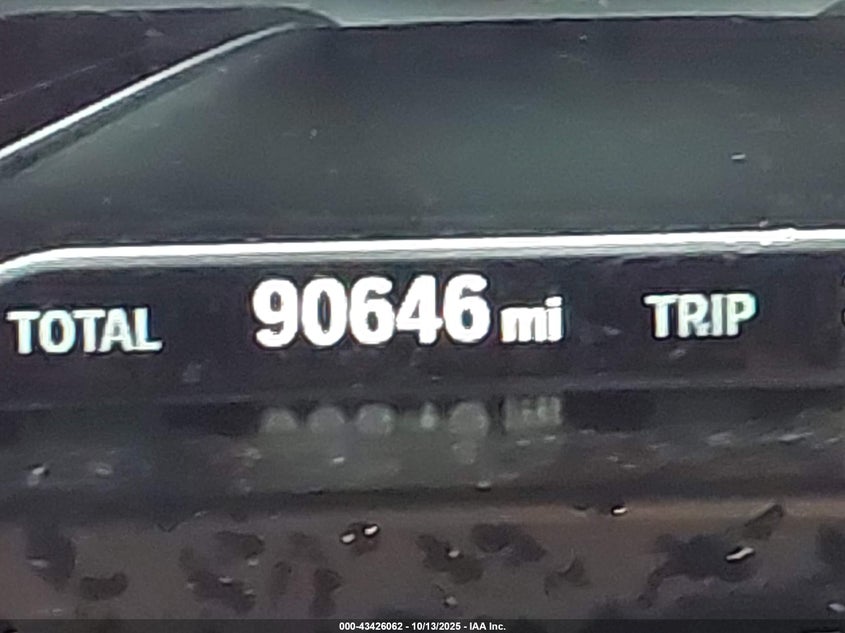 TOTAL 90646 mi TRIP
000-43426062 - 10/13/2025 - IAA Inc.